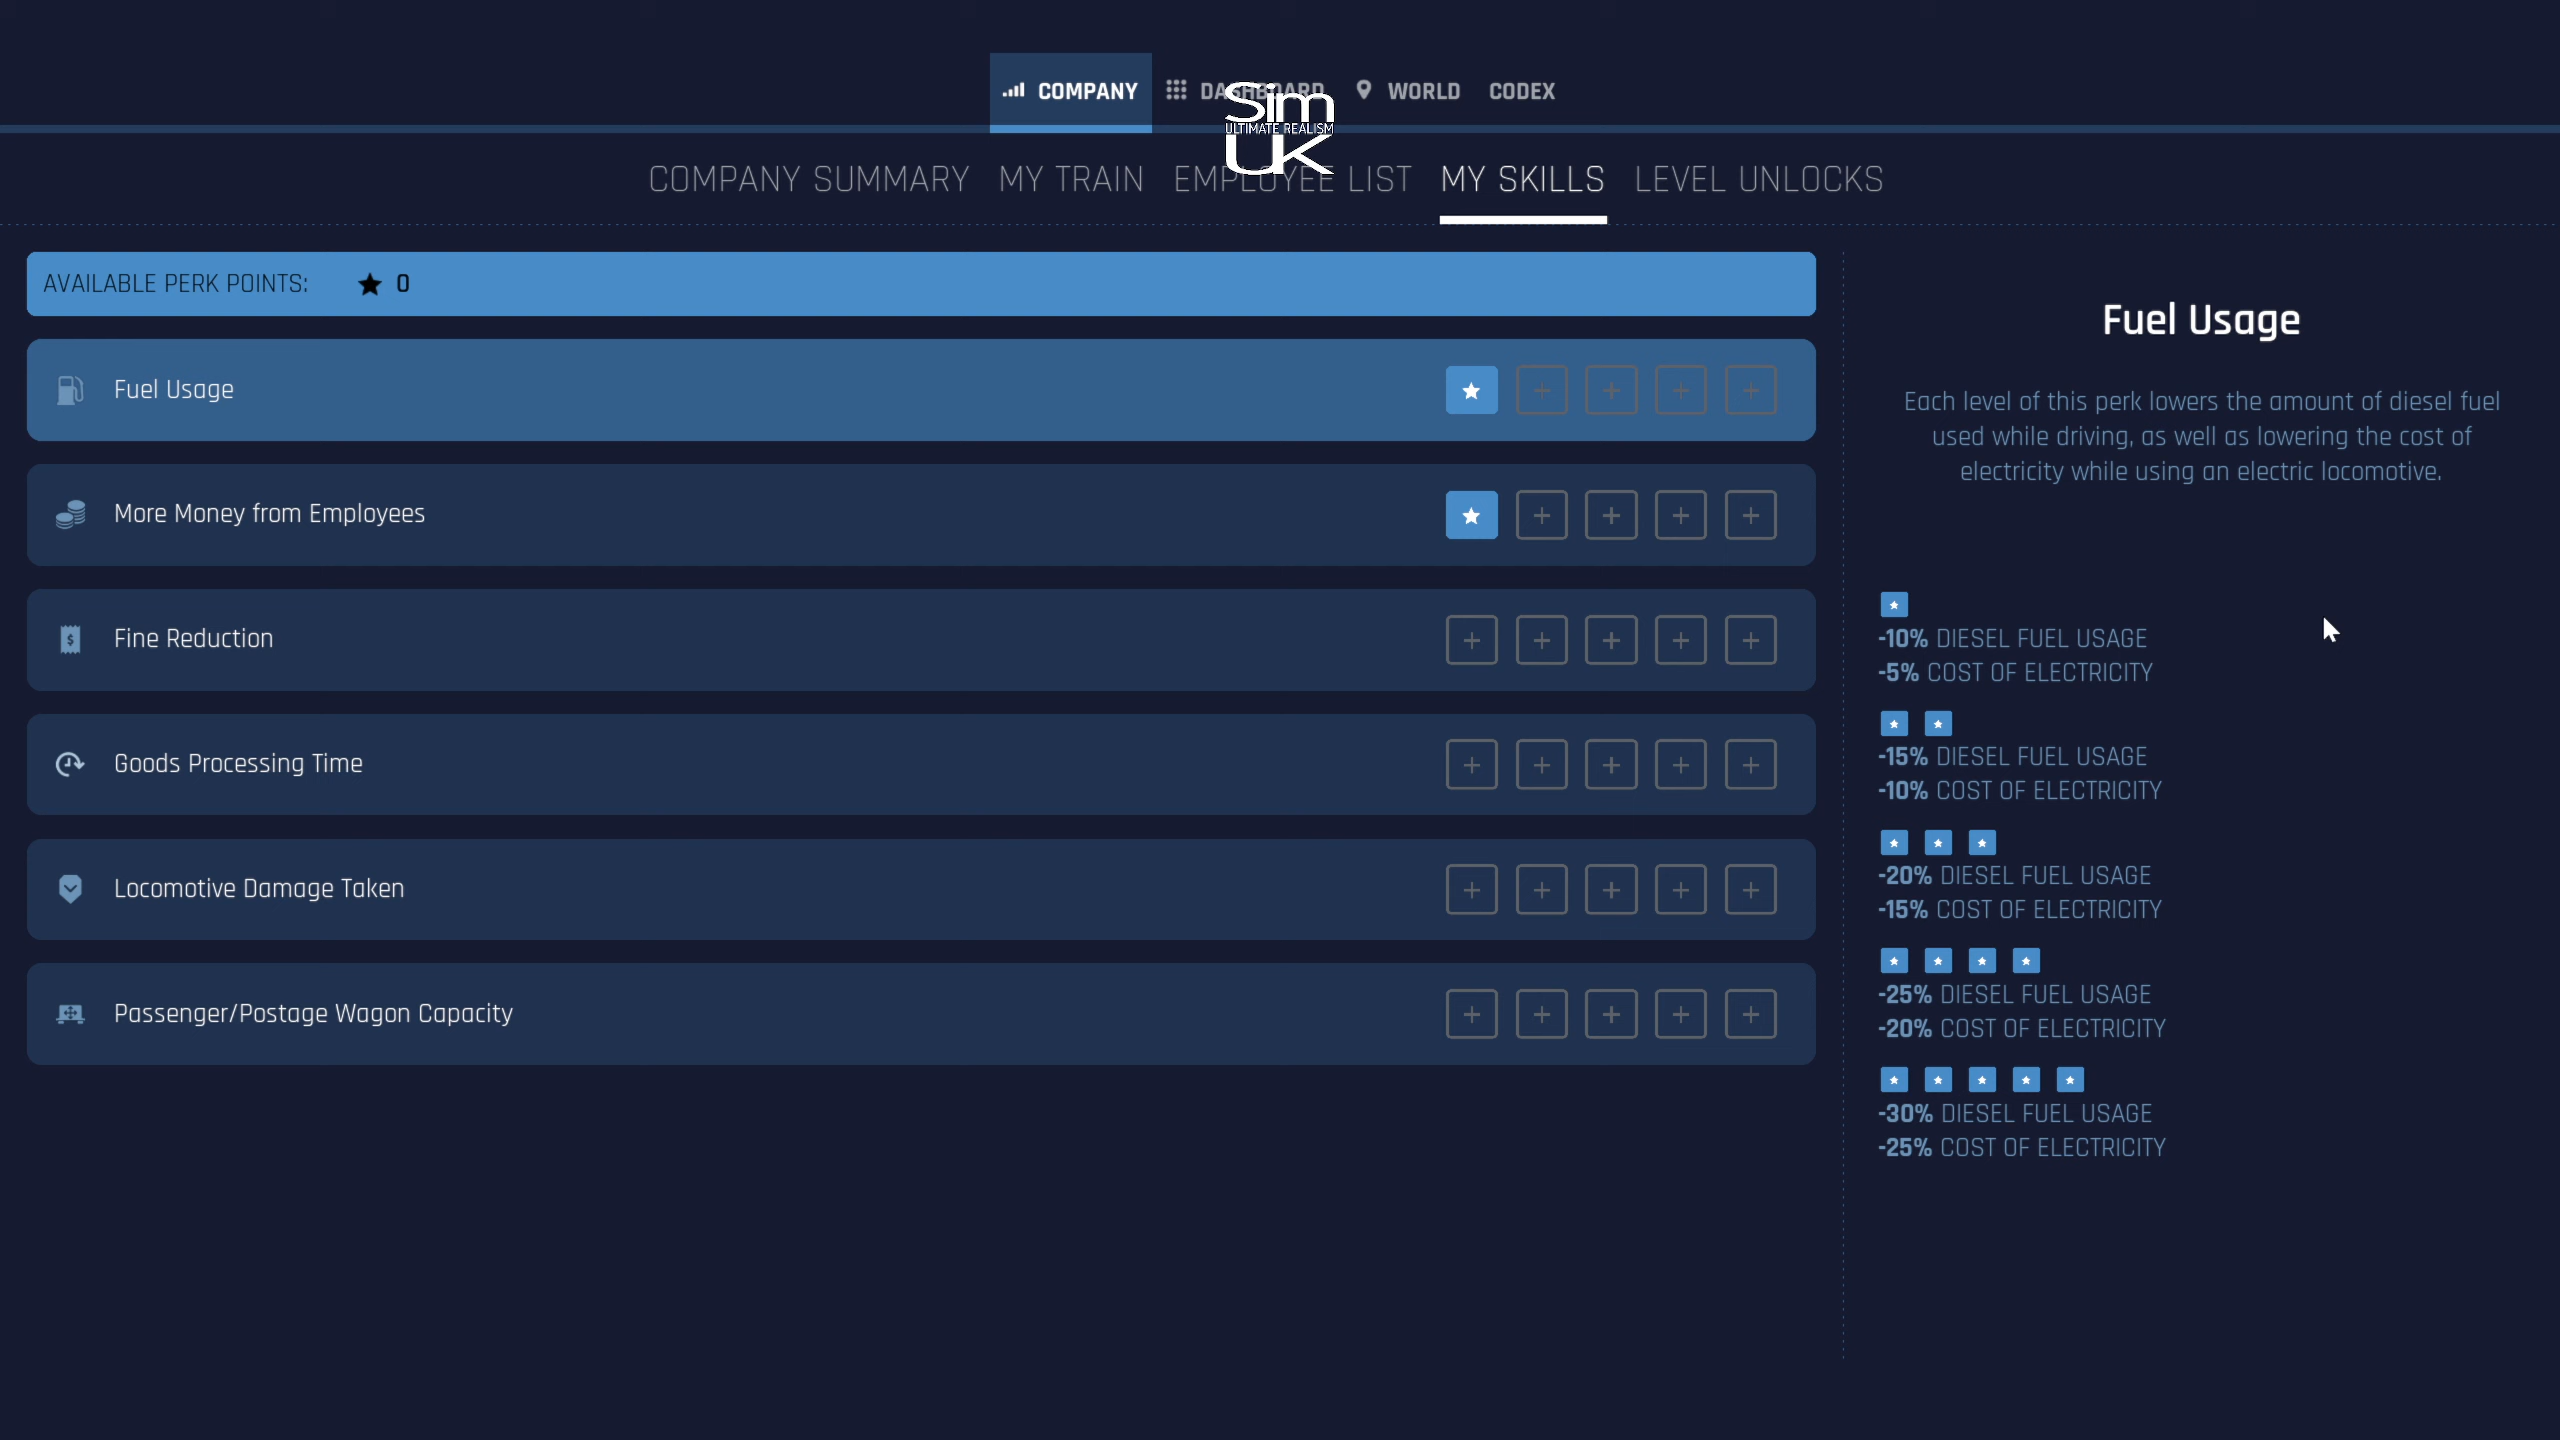 COMPANY DASHBOARD WORLD CODEX
Sim
ULTIMATE REALISM
UK
COMPANY SUMMARY MY TRAIN EMPLOYEE LIST MY SKILLS LEVEL UNLOCKS
AVAILABLE PERK POINTS: 0
Fuel Usage
More Money from Employees
Fine Reduction
Goods Processing Time
Locomotive Damage Taken
Passenger/Postage Wagon Capacity
Fuel Usage
Each level of this perk lowers the amount of diesel fuel
used while driving, as well as lowering the cost of
electricity while using an electric locomotive.
-10% DIESEL FUEL USAGE
-5% COST OF ELECTRICITY
-15% DIESEL FUEL USAGE
-10% COST OF ELECTRICITY
-20% DIESEL FUEL USAGE
-15% COST OF ELECTRICITY
-25% DIESEL FUEL USAGE
-20% COST OF ELECTRICITY
-30% DIESEL FUEL USAGE
-25% COST OF ELECTRICITY